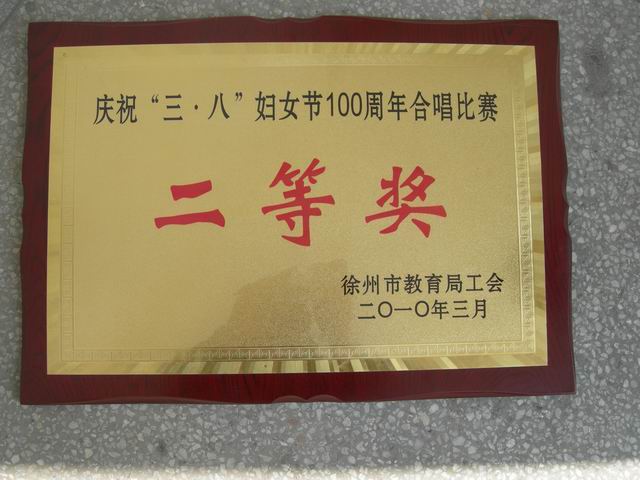 庆祝“三·八”妇女节100周年合唱比赛
二等奖
徐州市教育局工会
二〇一〇年三月